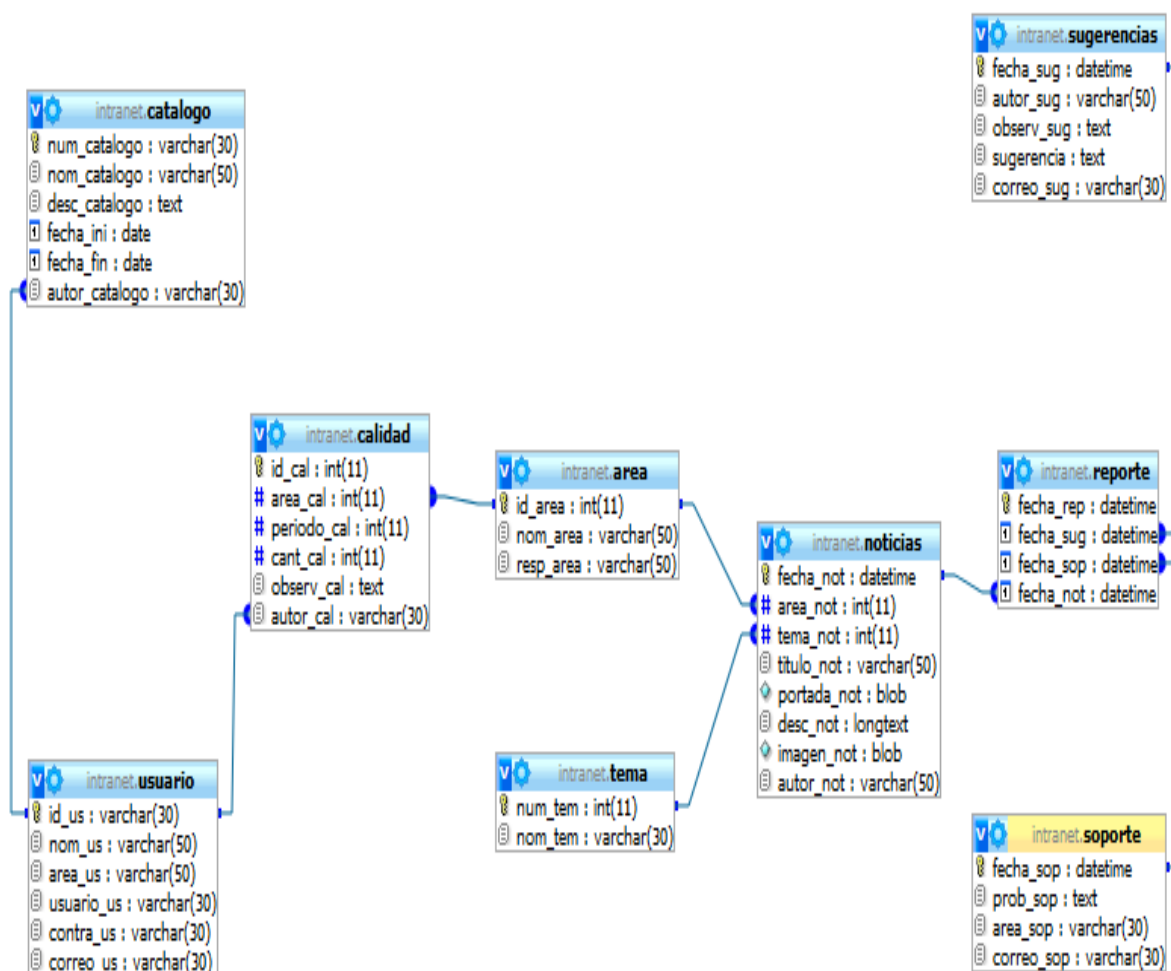 intranet.sugerencias
fecha_sug : datetime
autor_sug : varchar(50)
observ_sug : text
sugerencia : text
correo_sug : varchar(30)
intranet.catalogo
num_catalogo : varchar(30)
nom_catalogo : varchar(50)
desc_catalogo : text
fecha_ini : date
fecha_fin : date
autor_catalogo : varchar(30)
intranet.calidad
id_cal : int(11)
area_cal : int(11)
periodo_cal : int(11)
cant_cal : int(11)
observ_cal : text
autor_cal : varchar(30)
intranet.area
id_area : int(11)
nom_area : varchar(50)
resp_area : varchar(50)
intranet.noticias
fecha_not : datetime
area_not : int(11)
tema_not : int(11)
titulo_not : varchar(50)
portada_not : blob
desc_not : longtext
imagen_not : blob
autor_not : varchar(50)
intranet.reporte
fecha_rep : datetime
fecha_sug : datetime
fecha_sop : datetime
fecha_not : datetime
intranet.usuario
id_us : varchar(30)
nom_us : varchar(50)
area_us : varchar(50)
usuario_us : varchar(30)
contra_us : varchar(30)
correo_us : varchar(30)
intranet.tema
num_tem : int(11)
nom_tem : varchar(30)
intranet.soporte
fecha_sop : datetime
prob_sop : text
area_sop : varchar(30)
correo_sop : varchar(30)